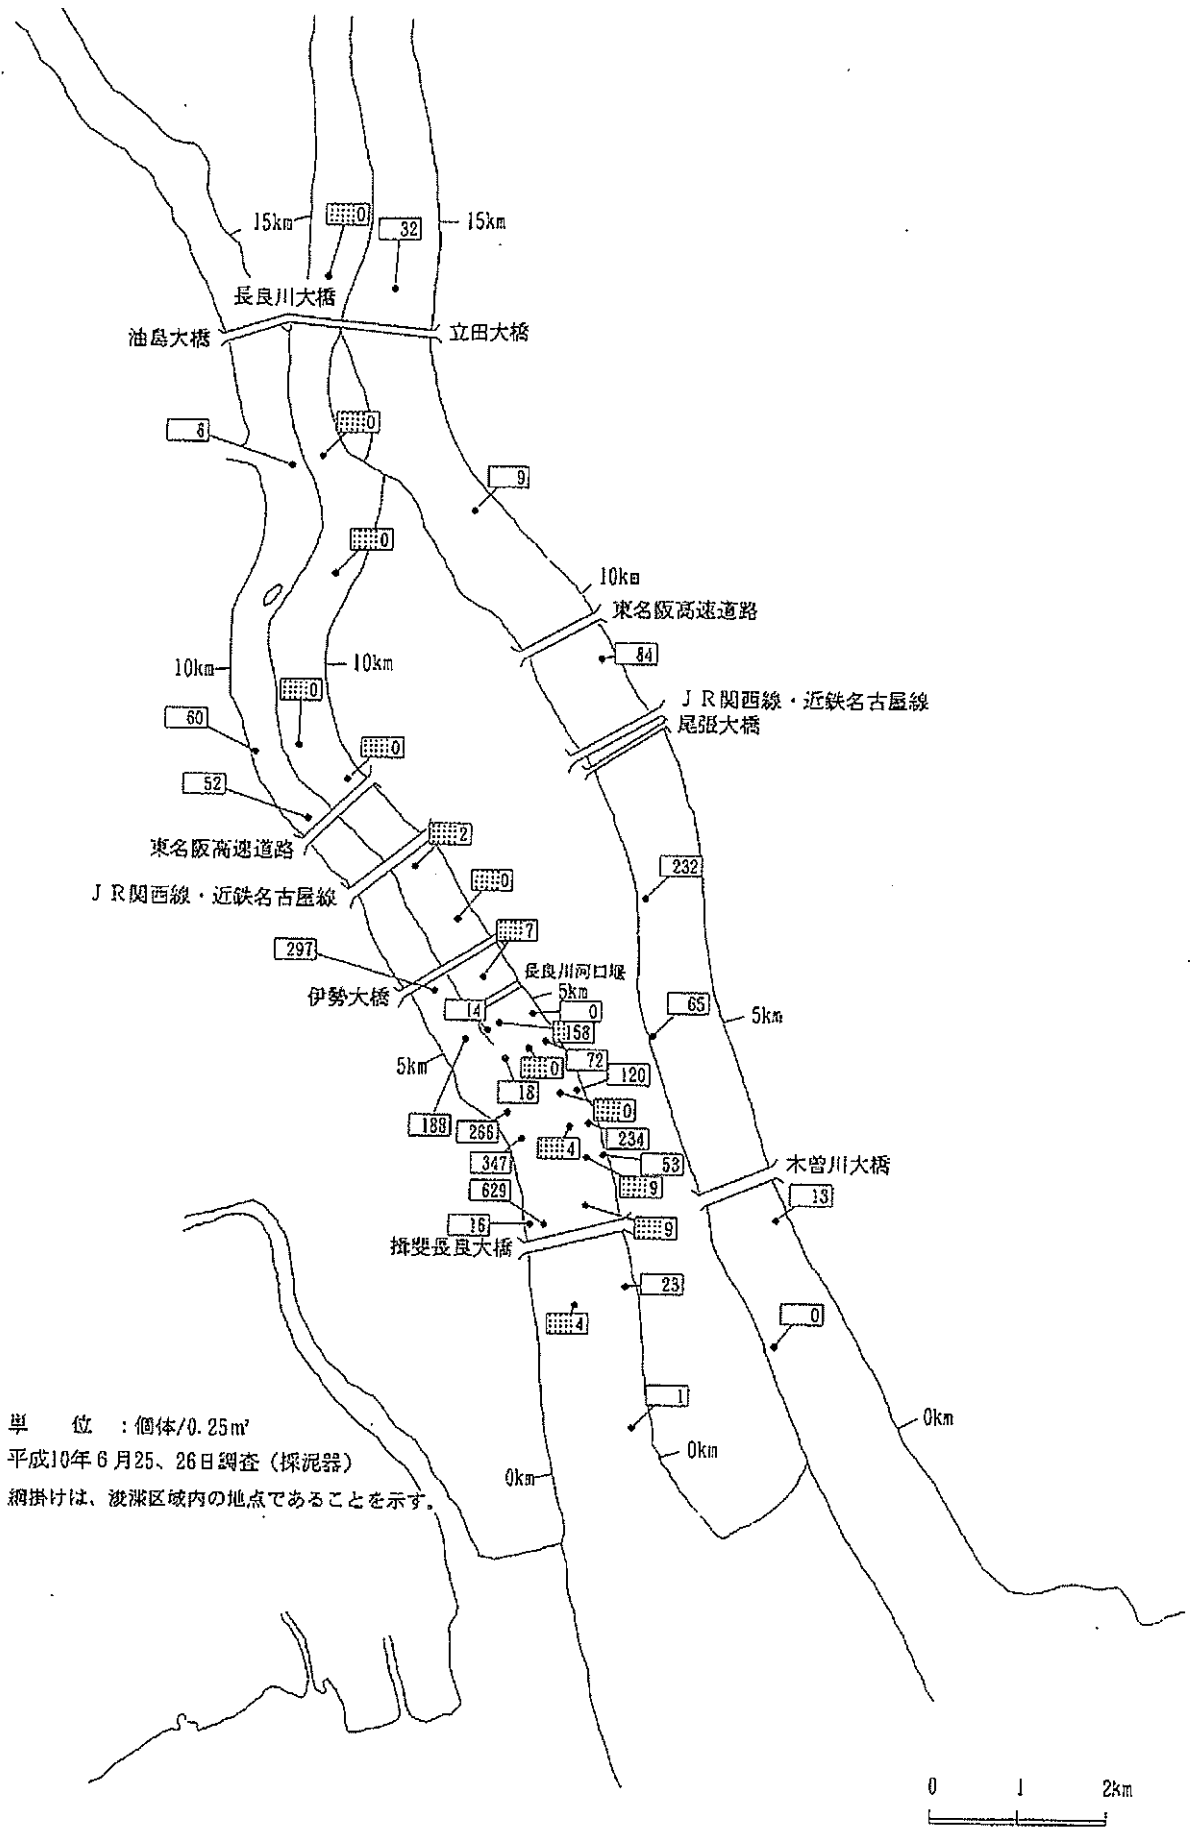 15km
0
32
15km
長良川大橋
油島大橋
立田大橋
6
0
9
0
10km
東名阪高速道路
84
10km
10km
0
JR関西線・近鉄名古屋線
尾張大橋
60
0
52
東名阪高速道路
2
JR関西線・近鉄名古屋線
0
232
297
7
伊勢大橋
長良川河口堰
5km
65
5km
14
0
158
5km
72
0
18
120
0
188
266
234
4
347
53
9
木曽川大橋
629
13
16
9
揖斐長良大橋
23
4
0
1
0km
0km
0km
単 位 :個体/0.25㎡
平成10年6月25、26日調査(採泥器)
網掛けは、浚渫区域内の地点であることを示す。
0 1 2km